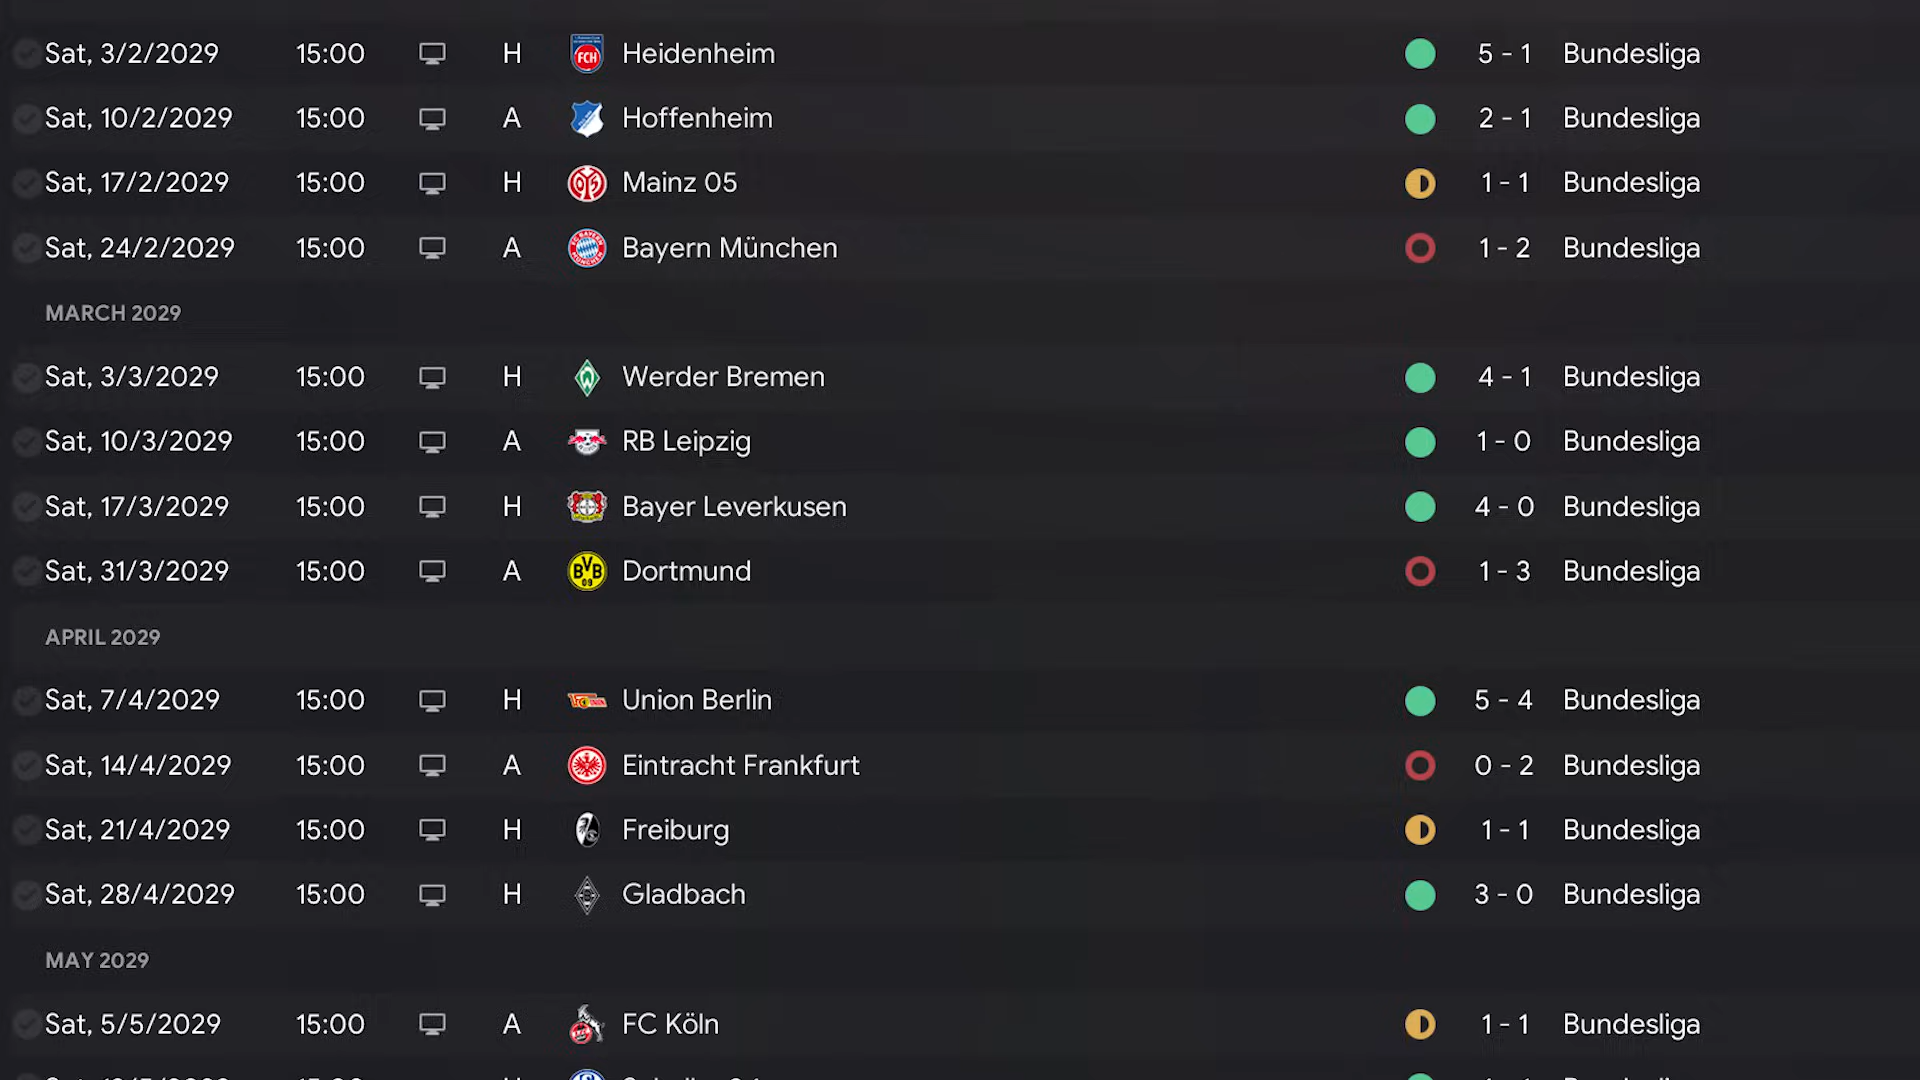 Sat, 3/2/2029 15:00 H Heidenheim 5 - 1 Bundesliga
Sat, 10/2/2029 15:00 A Hoffenheim 2 - 1 Bundesliga
Sat, 17/2/2029 15:00 H Mainz 05 1 - 1 Bundesliga
Sat, 24/2/2029 15:00 A Bayern München 1 - 2 Bundesliga
MARCH 2029
Sat, 3/3/2029 15:00 H Werder Bremen 4 - 1 Bundesliga
Sat, 10/3/2029 15:00 A RB Leipzig 1 - 0 Bundesliga
Sat, 17/3/2029 15:00 H Bayer Leverkusen 4 - 0 Bundesliga
Sat, 31/3/2029 15:00 A Dortmund 1 - 3 Bundesliga
APRIL 2029
Sat, 7/4/2029 15:00 H Union Berlin 5 - 4 Bundesliga
Sat, 14/4/2029 15:00 A Eintracht Frankfurt 0 - 2 Bundesliga
Sat, 21/4/2029 15:00 H Freiburg 1 - 1 Bundesliga
Sat, 28/4/2029 15:00 H Gladbach 3 - 0 Bundesliga
MAY 2029
Sat, 5/5/2029 15:00 A FC Köln 1 - 1 Bundesliga